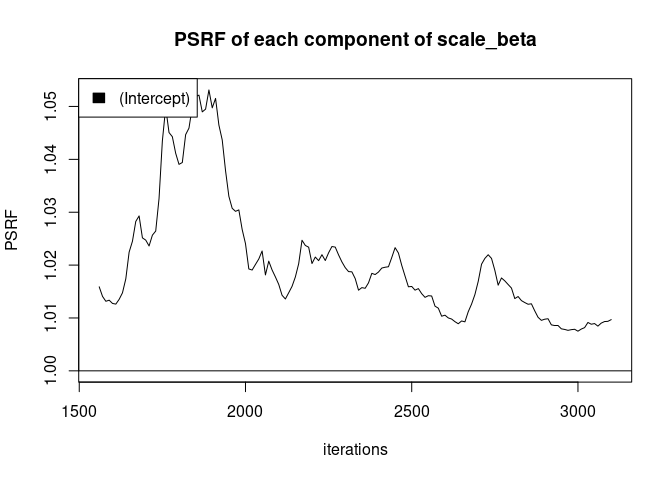 PSRF of each component of scale_beta
(Intercept)
PSRF
1.05
1.04
1.03
1.02
1.01
1.00
1500 2000 2500 3000
iterations